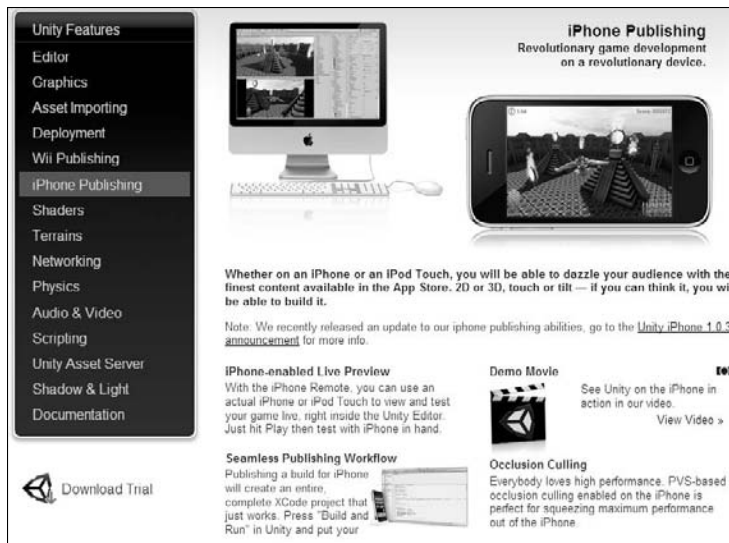 Unity Features
Editor
Graphics
Asset Importing
Deployment
Wii Publishing
iPhone Publishing
Shaders
Terrains
Networking
Physics
Audio & Video
Scripting
Unity Asset Server
Shadow & Light
Documentation
Download Trial
iPhone Publishing
Revolutionary game development
on a revolutionary device.
Whether on an iPhone or an iPod Touch, you will be able to dazzle your audience with the
finest content available in the App Store. 2D or 3D, touch or tilt — if you can think it, you wi
be able to build it.
Note: We recently released an update to our iphone publishing abilities, go to the Unity iPhone 1.0.3
announcement for more info.
iPhone-enabled Live Preview
With the iPhone Remote, you can use an
actual iPhone or iPod Touch to view and test
your game live, right inside the Unity Editor.
Just hit Play then test with iPhone in hand.
Seamless Publishing Workflow
Publishing a build for iPhone
will create an entire,
complete XCode project that
just works. Press "Build and
Run" in Unity and put your
Demo Movie
See Unity on the iPhone in
action in our video.
View Video »
Occlusion Culling
Everybody loves high performance. PVS-based
occlusion culling enabled on the iPhone is
perfect for squeezing maximum performance
out of the iPhone.